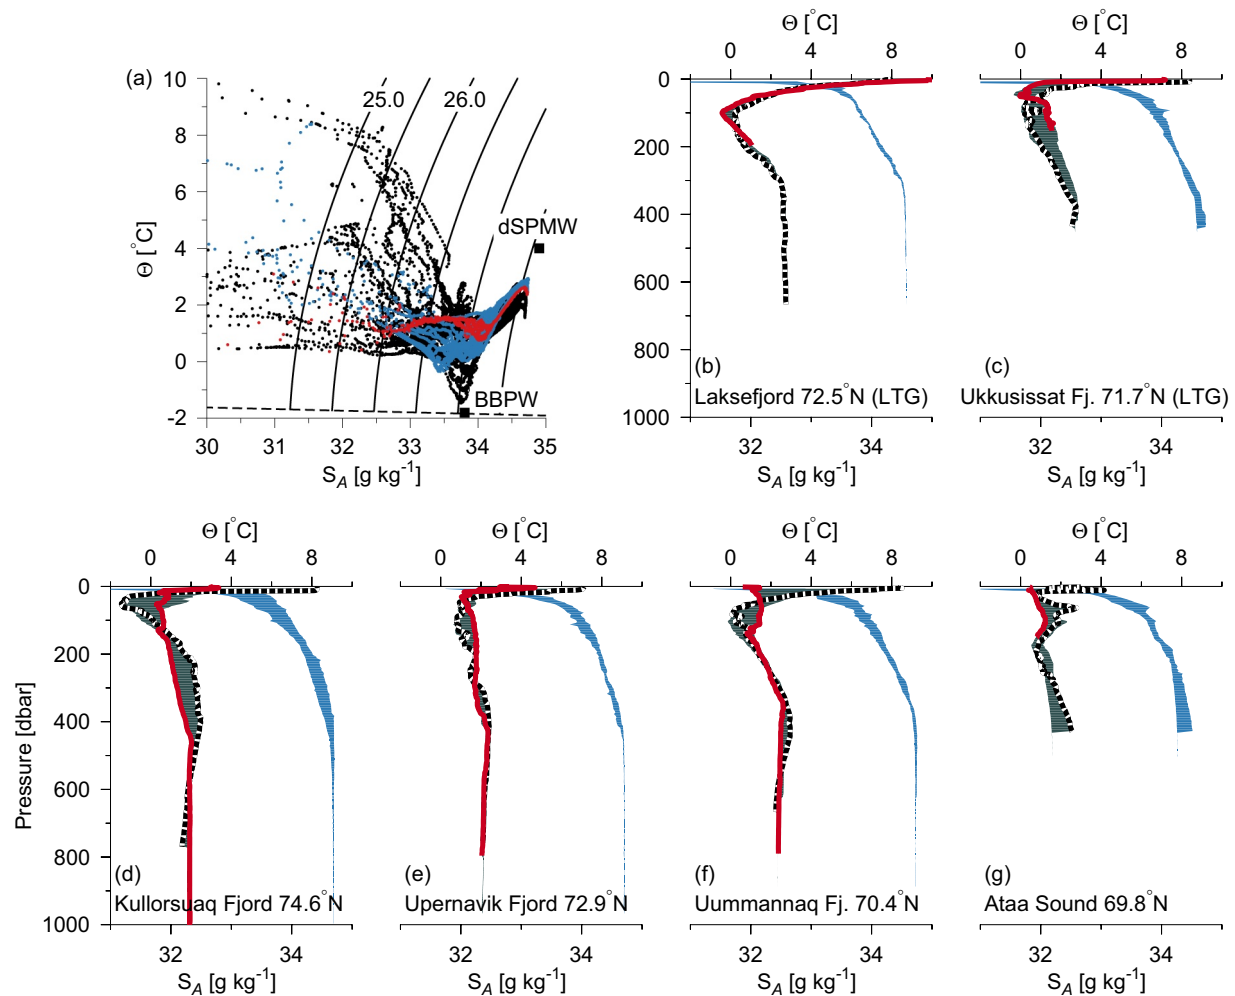 Θ [°C]
Θ [°C]
0 4 8
0 4 8
(a)
10
8
6
4
2
0
-2
25.0
26.0
dSPMW
BBPW
Θ [°C]
30 31 32 33 34 35
S_A [g kg⁻¹]
0
200
400
600
800
1000
(b)
Laksefjord 72.5°N (LTG)
(c)
Ukkusissat Fj. 71.7°N (LTG)
32 34
32 34
S_A [g kg⁻¹]
S_A [g kg⁻¹]
Θ [°C]
Θ [°C]
Θ [°C]
Θ [°C]
0 4 8
0 4 8
0 4 8
0 4 8
0
200
400
600
800
1000
Pressure [dbar]
(d)
Kullorsuaq Fjord 74.6°N
(e)
Upernavik Fjord 72.9°N
(f)
Uummannaq Fj. 70.4°N
(g)
Ataa Sound 69.8°N
32 34
32 34
32 34
32 34
S_A [g kg⁻¹]
S_A [g kg⁻¹]
S_A [g kg⁻¹]
S_A [g kg⁻¹]